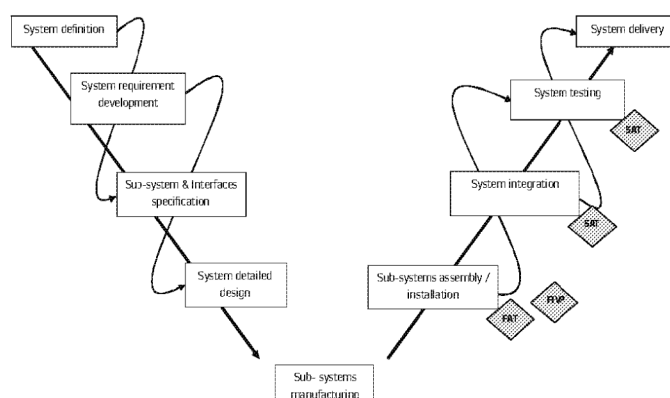 System definition
System delivery
System requirement
development
System testing
SAT
Sub-system & Interfaces
specification
System integration
SAT
System detailed
design
Sub-systems assembly /
installation
FAT
Sub- systems
manufacturing